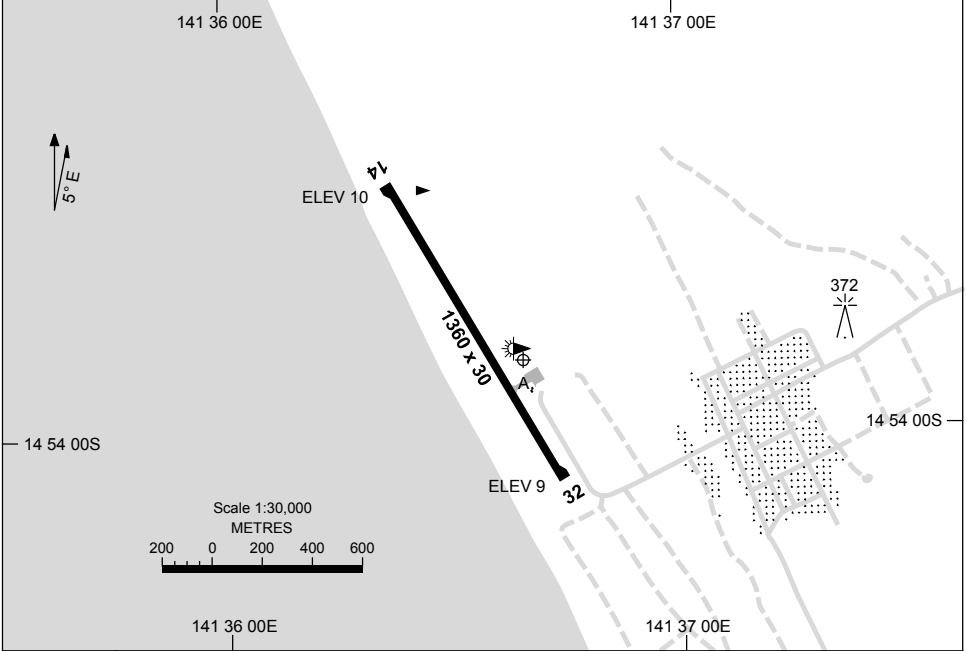 141 36 00E
141 37 00E
5° E
14
ELEV 10
372
1360 x 30
A
14 54 00S
14 54 00S
ELEV 9
32
Scale 1:30,000
METRES
200 0 200 400 600
141 36 00E
141 37 00E